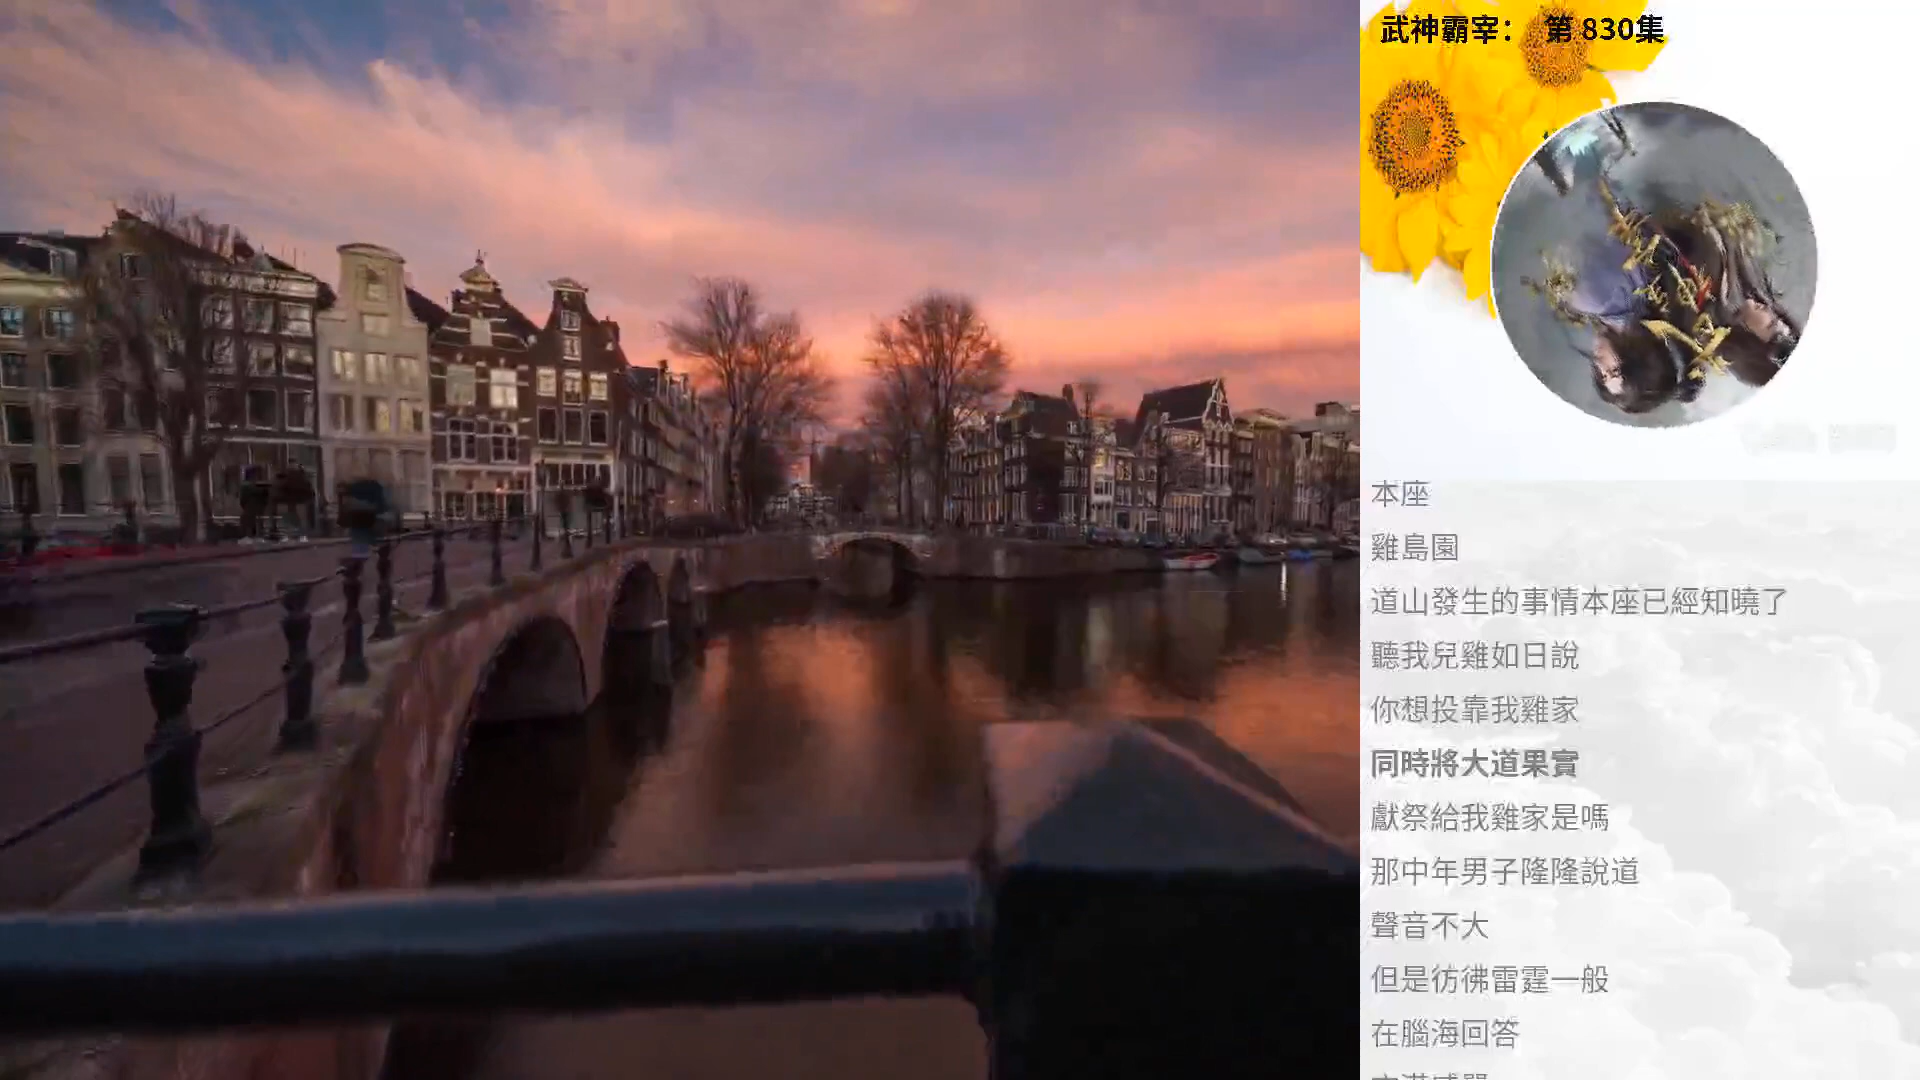 武神霸宰： 第 830集
本座
雞島園
道山發生的事情本座已經知曉了
聽我兒雞如日說
你想投靠我雞家
同時將大道果實
獻祭給我雞家是嗎
那中年男子隆隆說道
聲音不大
但是彷彿雷霆一般
在腦海回答